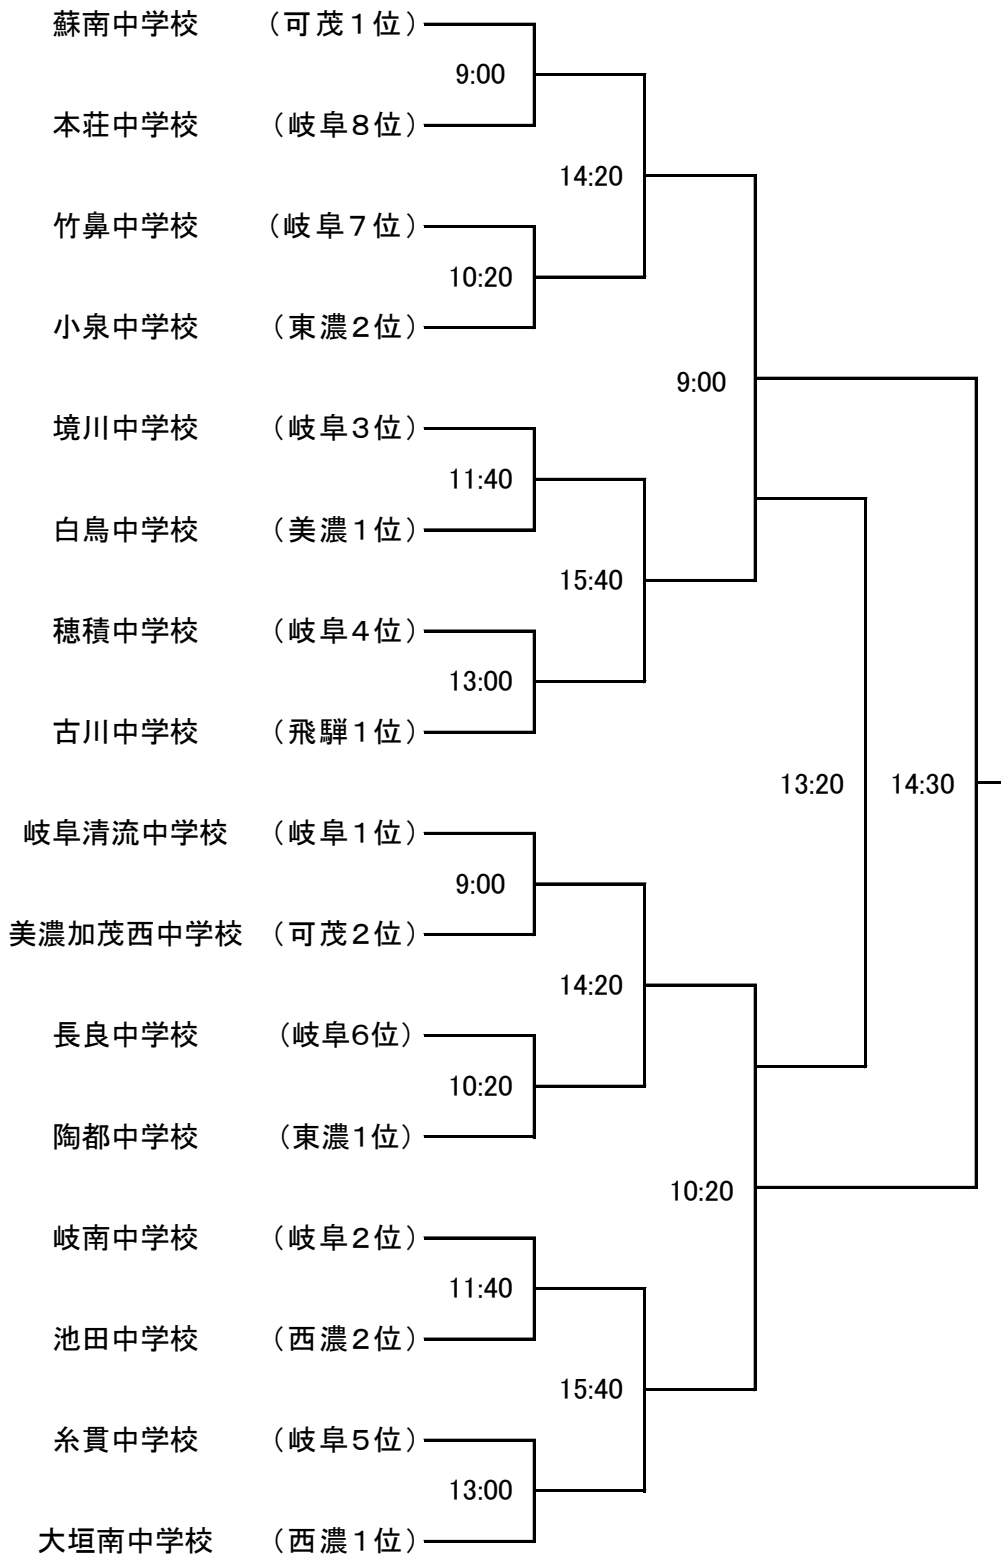 蘇南中学校 （可茂１位）
9:00
本荘中学校 （岐阜８位）
14:20
竹鼻中学校 （岐阜７位）
10:20
小泉中学校 （東濃２位）
9:00
境川中学校 （岐阜３位）
11:40
白鳥中学校 （美濃１位）
15:40
穂積中学校 （岐阜４位）
13:00
古川中学校 （飛騨１位）
13:20 14:30
岐阜清流中学校 （岐阜１位）
9:00
美濃加茂西中学校 （可茂２位）
14:20
長良中学校 （岐阜6位）
10:20
陶都中学校 （東濃1位）
10:20
岐南中学校 （岐阜２位）
11:40
池田中学校 （西濃２位）
15:40
糸貫中学校 （岐阜５位）
13:00
大垣南中学校 （西濃１位）